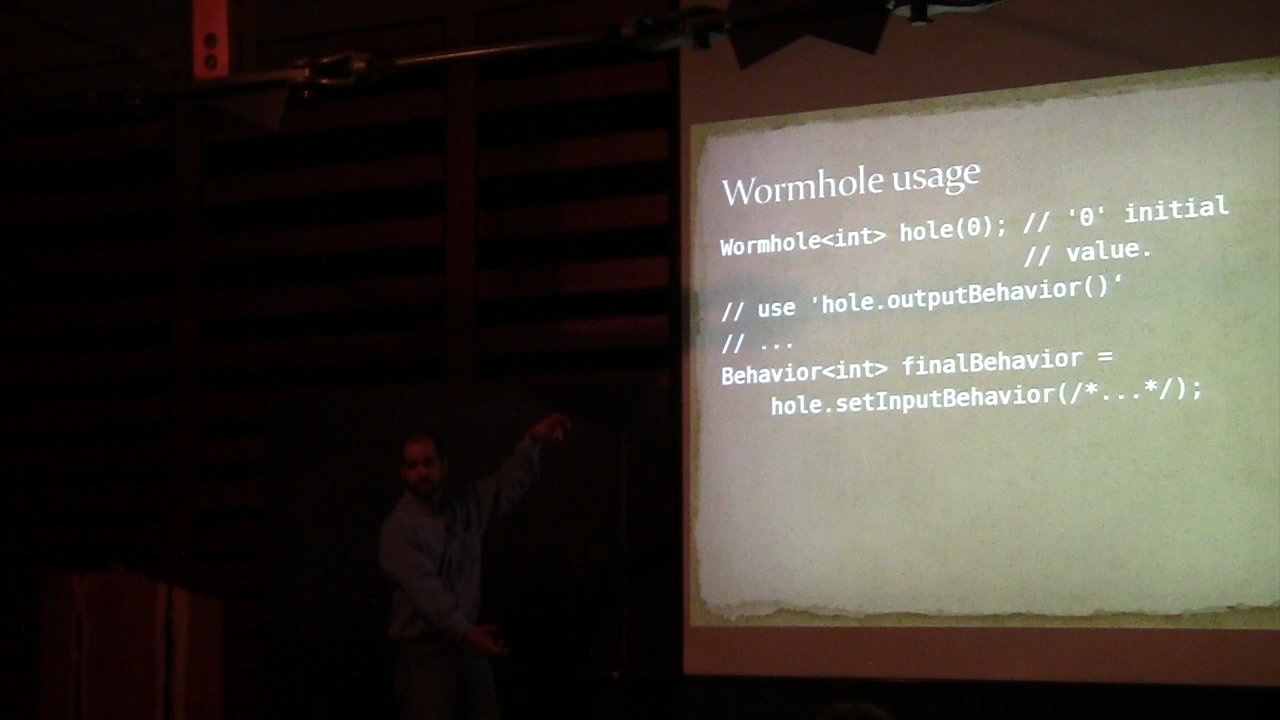 Wormhole usage
Wormhole<int> hole(0); // '0' initial
// value.
// use 'hole.outputBehavior()‘
// ...
Behavior<int> finalBehavior =
hole.setInputBehavior(/*...*/);